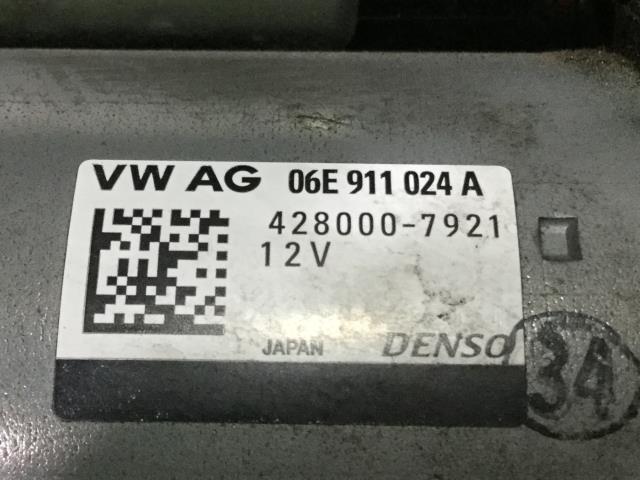 VW AG 06E 911 024 A
428000-7921
12V
JAPAN DENSO
34